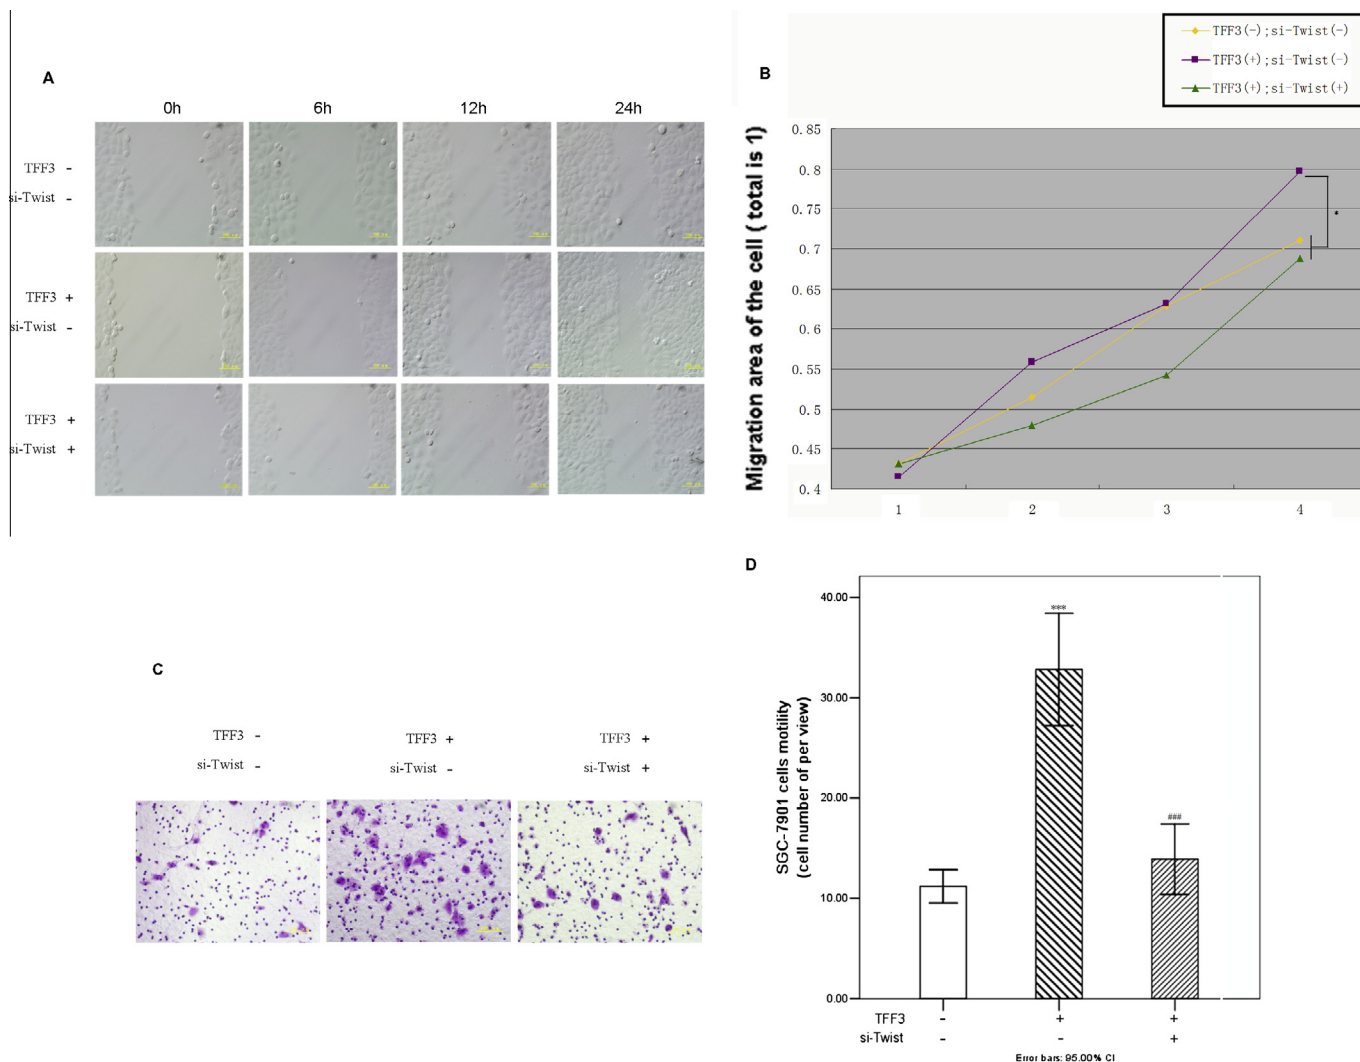 A
0h 6h 12h 24h
TFF3 -
si-Twist -
TFF3 +
si-Twist -
TFF3 +
si-Twist +
B
TFF3(-);si-Twist(-)
TFF3(+);si-Twist(-)
TFF3(+);si-Twist(+)
Migration area of the cell ( total is 1)
0.85
0.8
0.75
0.7
0.65
0.6
0.55
0.5
0.45
0.4
*
1 2 3 4
C
TFF3 - TFF3 + TFF3 +
si-Twist - si-Twist - si-Twist +
D
SGC-7901 cells motility
(cell number of per view)
40.00
30.00
20.00
10.00
0.00
***
###
TFF3 - + +
si-Twist - - +
Error bars: 95.00% CI